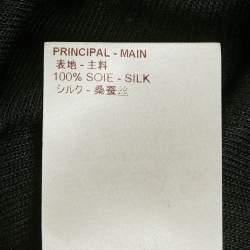 PRINCIPAL - MAIN
表地 - 主料
100% SOIE - SILK
シルク - 桑蚕丝